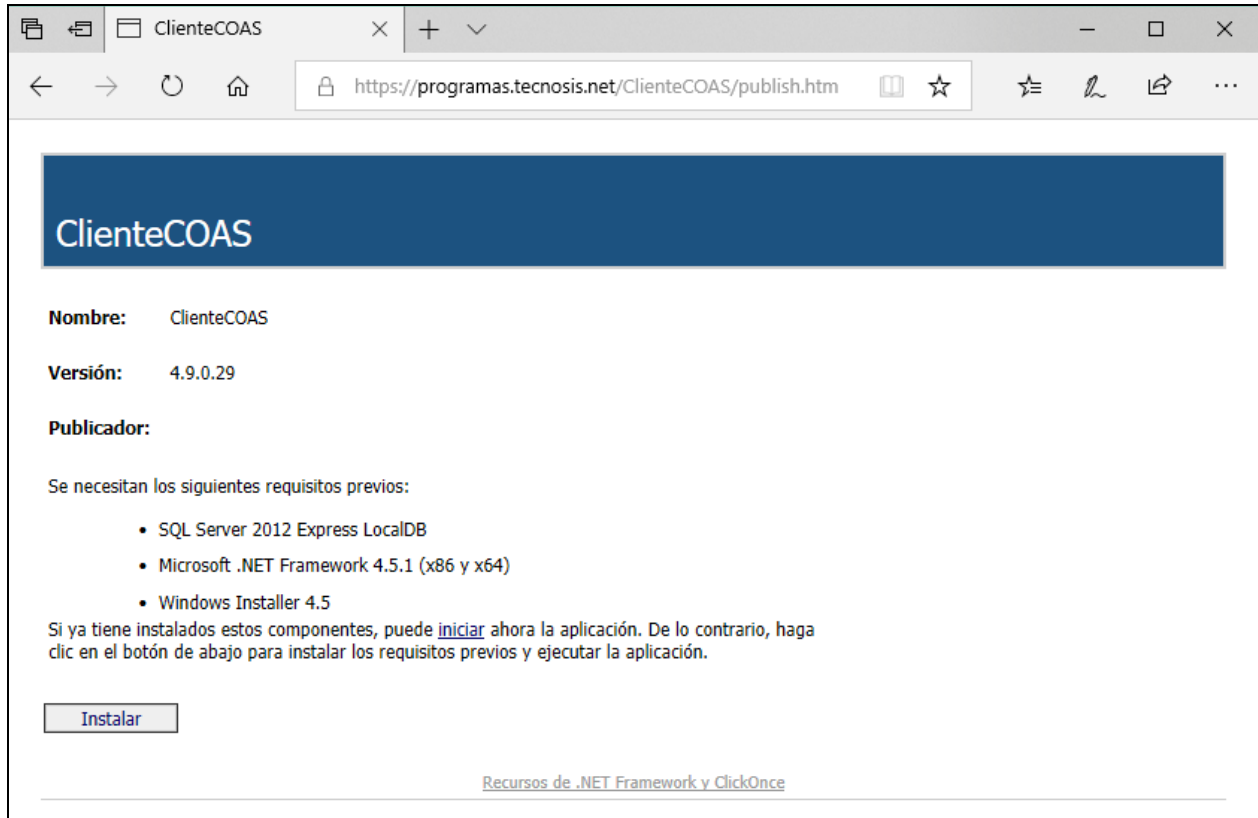 ClienteCOAS
https://programas.tecnosis.net/ClienteCOAS/publish.htm
ClienteCOAS
Nombre: ClienteCOAS
Versión: 4.9.0.29
Publicador:
Se necesitan los siguientes requisitos previos:
• SQL Server 2012 Express LocalDB
• Microsoft .NET Framework 4.5.1 (x86 y x64)
• Windows Installer 4.5
Si ya tiene instalados estos componentes, puede iniciar ahora la aplicación. De lo contrario, haga
clic en el botón de abajo para instalar los requisitos previos y ejecutar la aplicación.
Instalar
Recursos de .NET Framework y ClickOnce